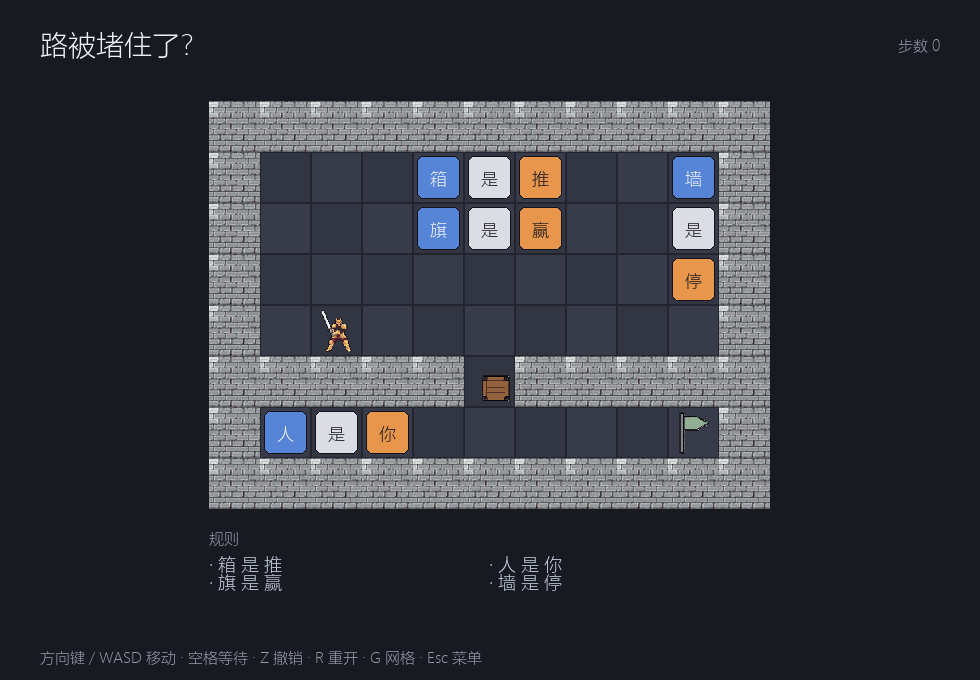 路被堵住了?
步数 0
箱 是 推 墙
旗 是 赢 是
停
人 是 你
规则
· 箱 是 推 · 人 是 你
· 旗 是 赢 · 墙 是 停
方向键 / WASD 移动 · 空格等待 · Z 撤销 · R 重开 · G 网格 · Esc 菜单